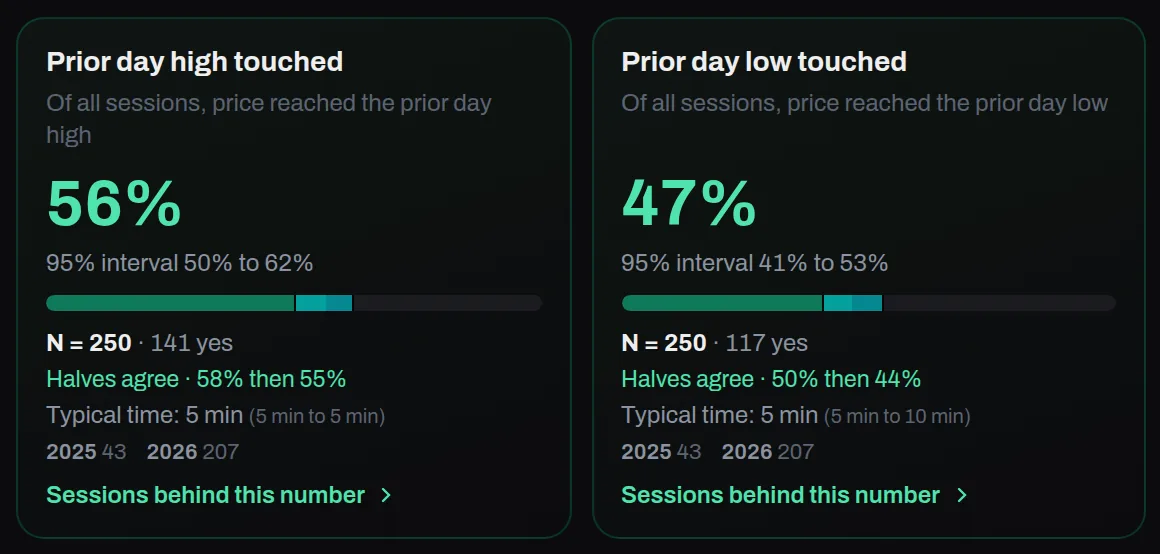 Prior day high touched
Of all sessions, price reached the prior day
high
56%
95% interval 50% to 62%
N = 250 · 141 yes
Halves agree · 58% then 55%
Typical time: 5 min (5 min to 5 min)
2025 43 2026 207
Sessions behind this number
Prior day low touched
Of all sessions, price reached the prior day low
47%
95% interval 41% to 53%
N = 250 · 117 yes
Halves agree · 50% then 44%
Typical time: 5 min (5 min to 10 min)
2025 43 2026 207
Sessions behind this number